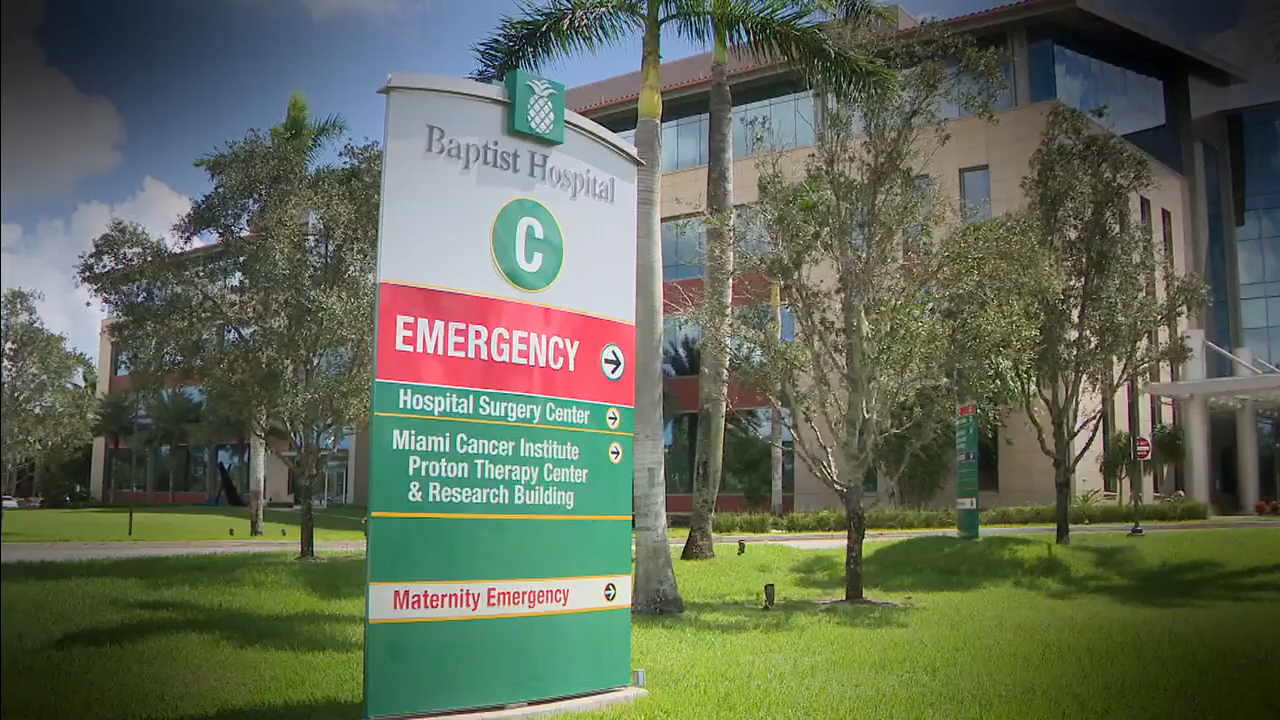 Baptist Hospital
C
EMERGENCY
Hospital Surgery Center
Miami Cancer Institute
Proton Therapy Center
& Research Building
Maternity Emergency